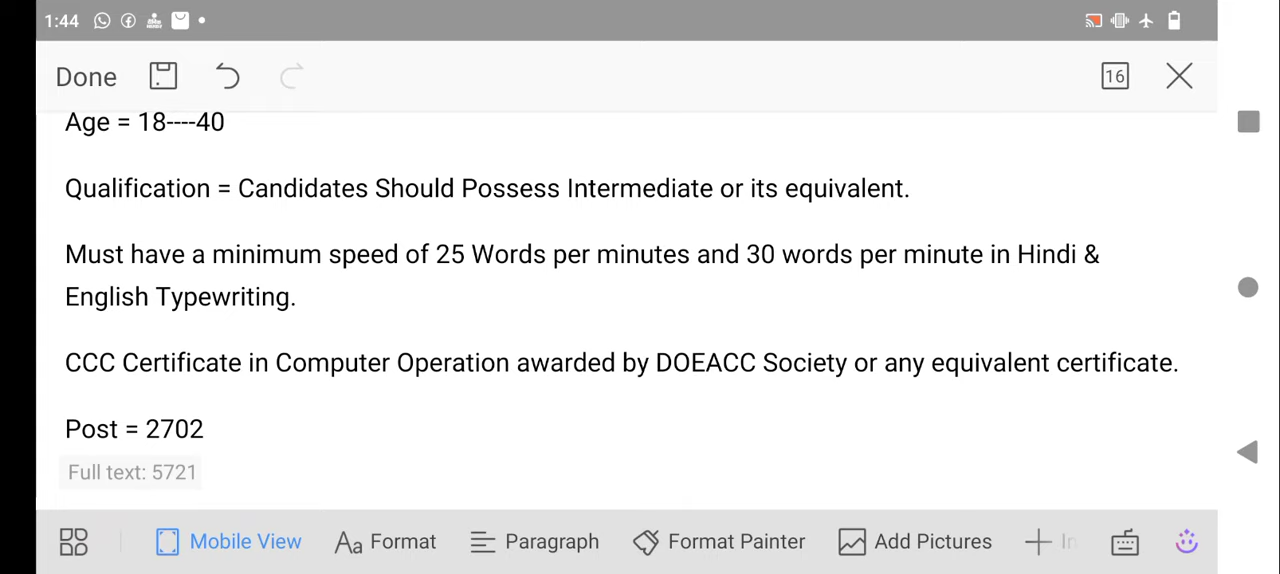 1:44
Done
16
Age = 18----40
Qualification = Candidates Should Possess Intermediate or its equivalent.
Must have a minimum speed of 25 Words per minutes and 30 words per minute in Hindi &
English Typewriting.
CCC Certificate in Computer Operation awarded by DOEACC Society or any equivalent certificate.
Post = 2702
Full text: 5721
Mobile View Aa Format Paragraph Format Painter Add Pictures In